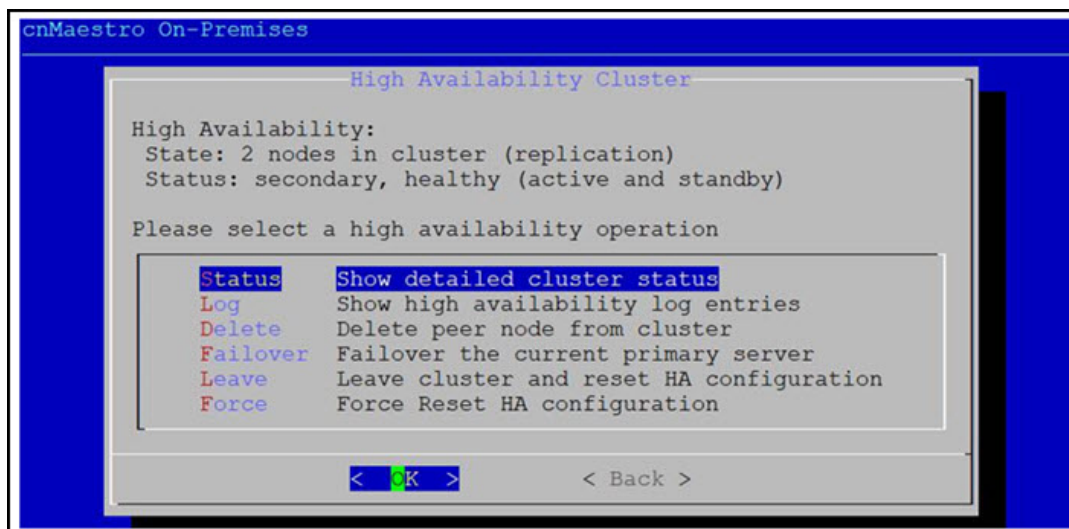 cnMaestro On-Premises
High Availability Cluster
High Availability:
State: 2 nodes in cluster (replication)
Status: secondary, healthy (active and standby)
Please select a high availability operation
Status Show detailed cluster status
Log Show high availability log entries
Delete Delete peer node from cluster
Failover Failover the current primary server
Leave Leave cluster and reset HA configuration
Force Force Reset HA configuration
< OK > < Back >